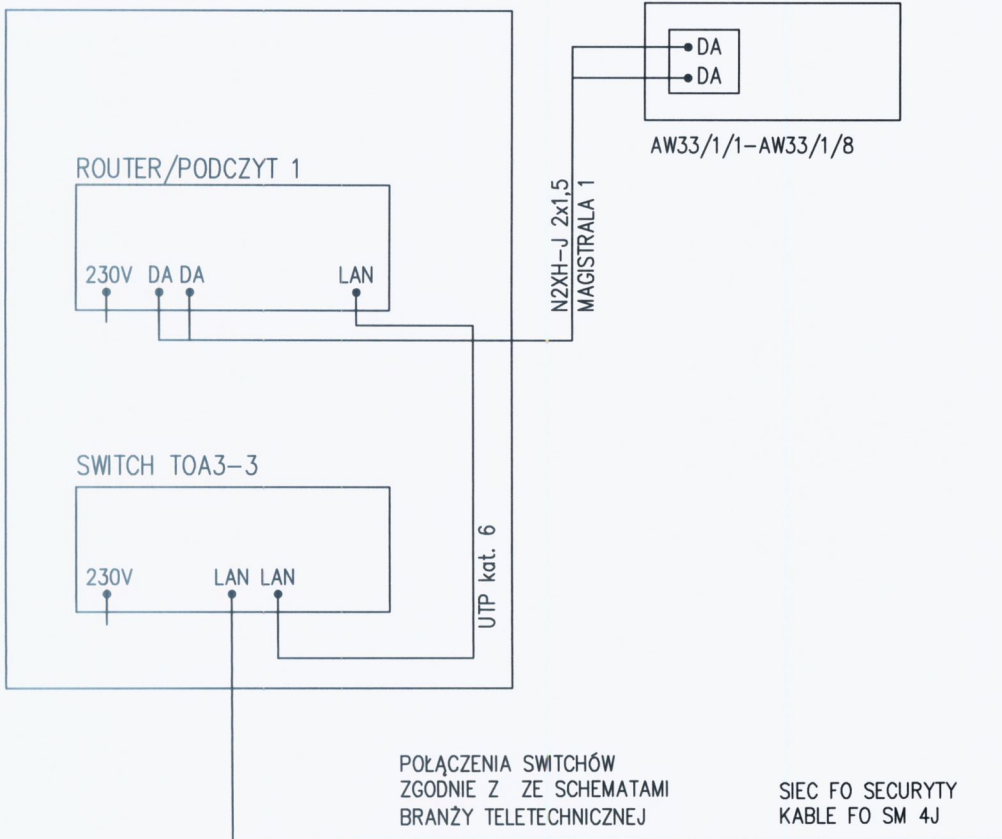 DA
DA
AW33/1/1-AW33/1/8
ROUTER/PODCZYT 1
230V DA DA LAN
N2XH-J 2x1,5
MAGISTRALA 1
SWITCH TOA3-3
230V LAN LAN
UTP kat. 6
POŁĄCZENIA SWITCHÓW
ZGODNIE Z ZE SCHEMATAMI
BRANŻY TELETECHNICZNEJ
SIEC FO SECURYTY
KABLE FO SM 4J